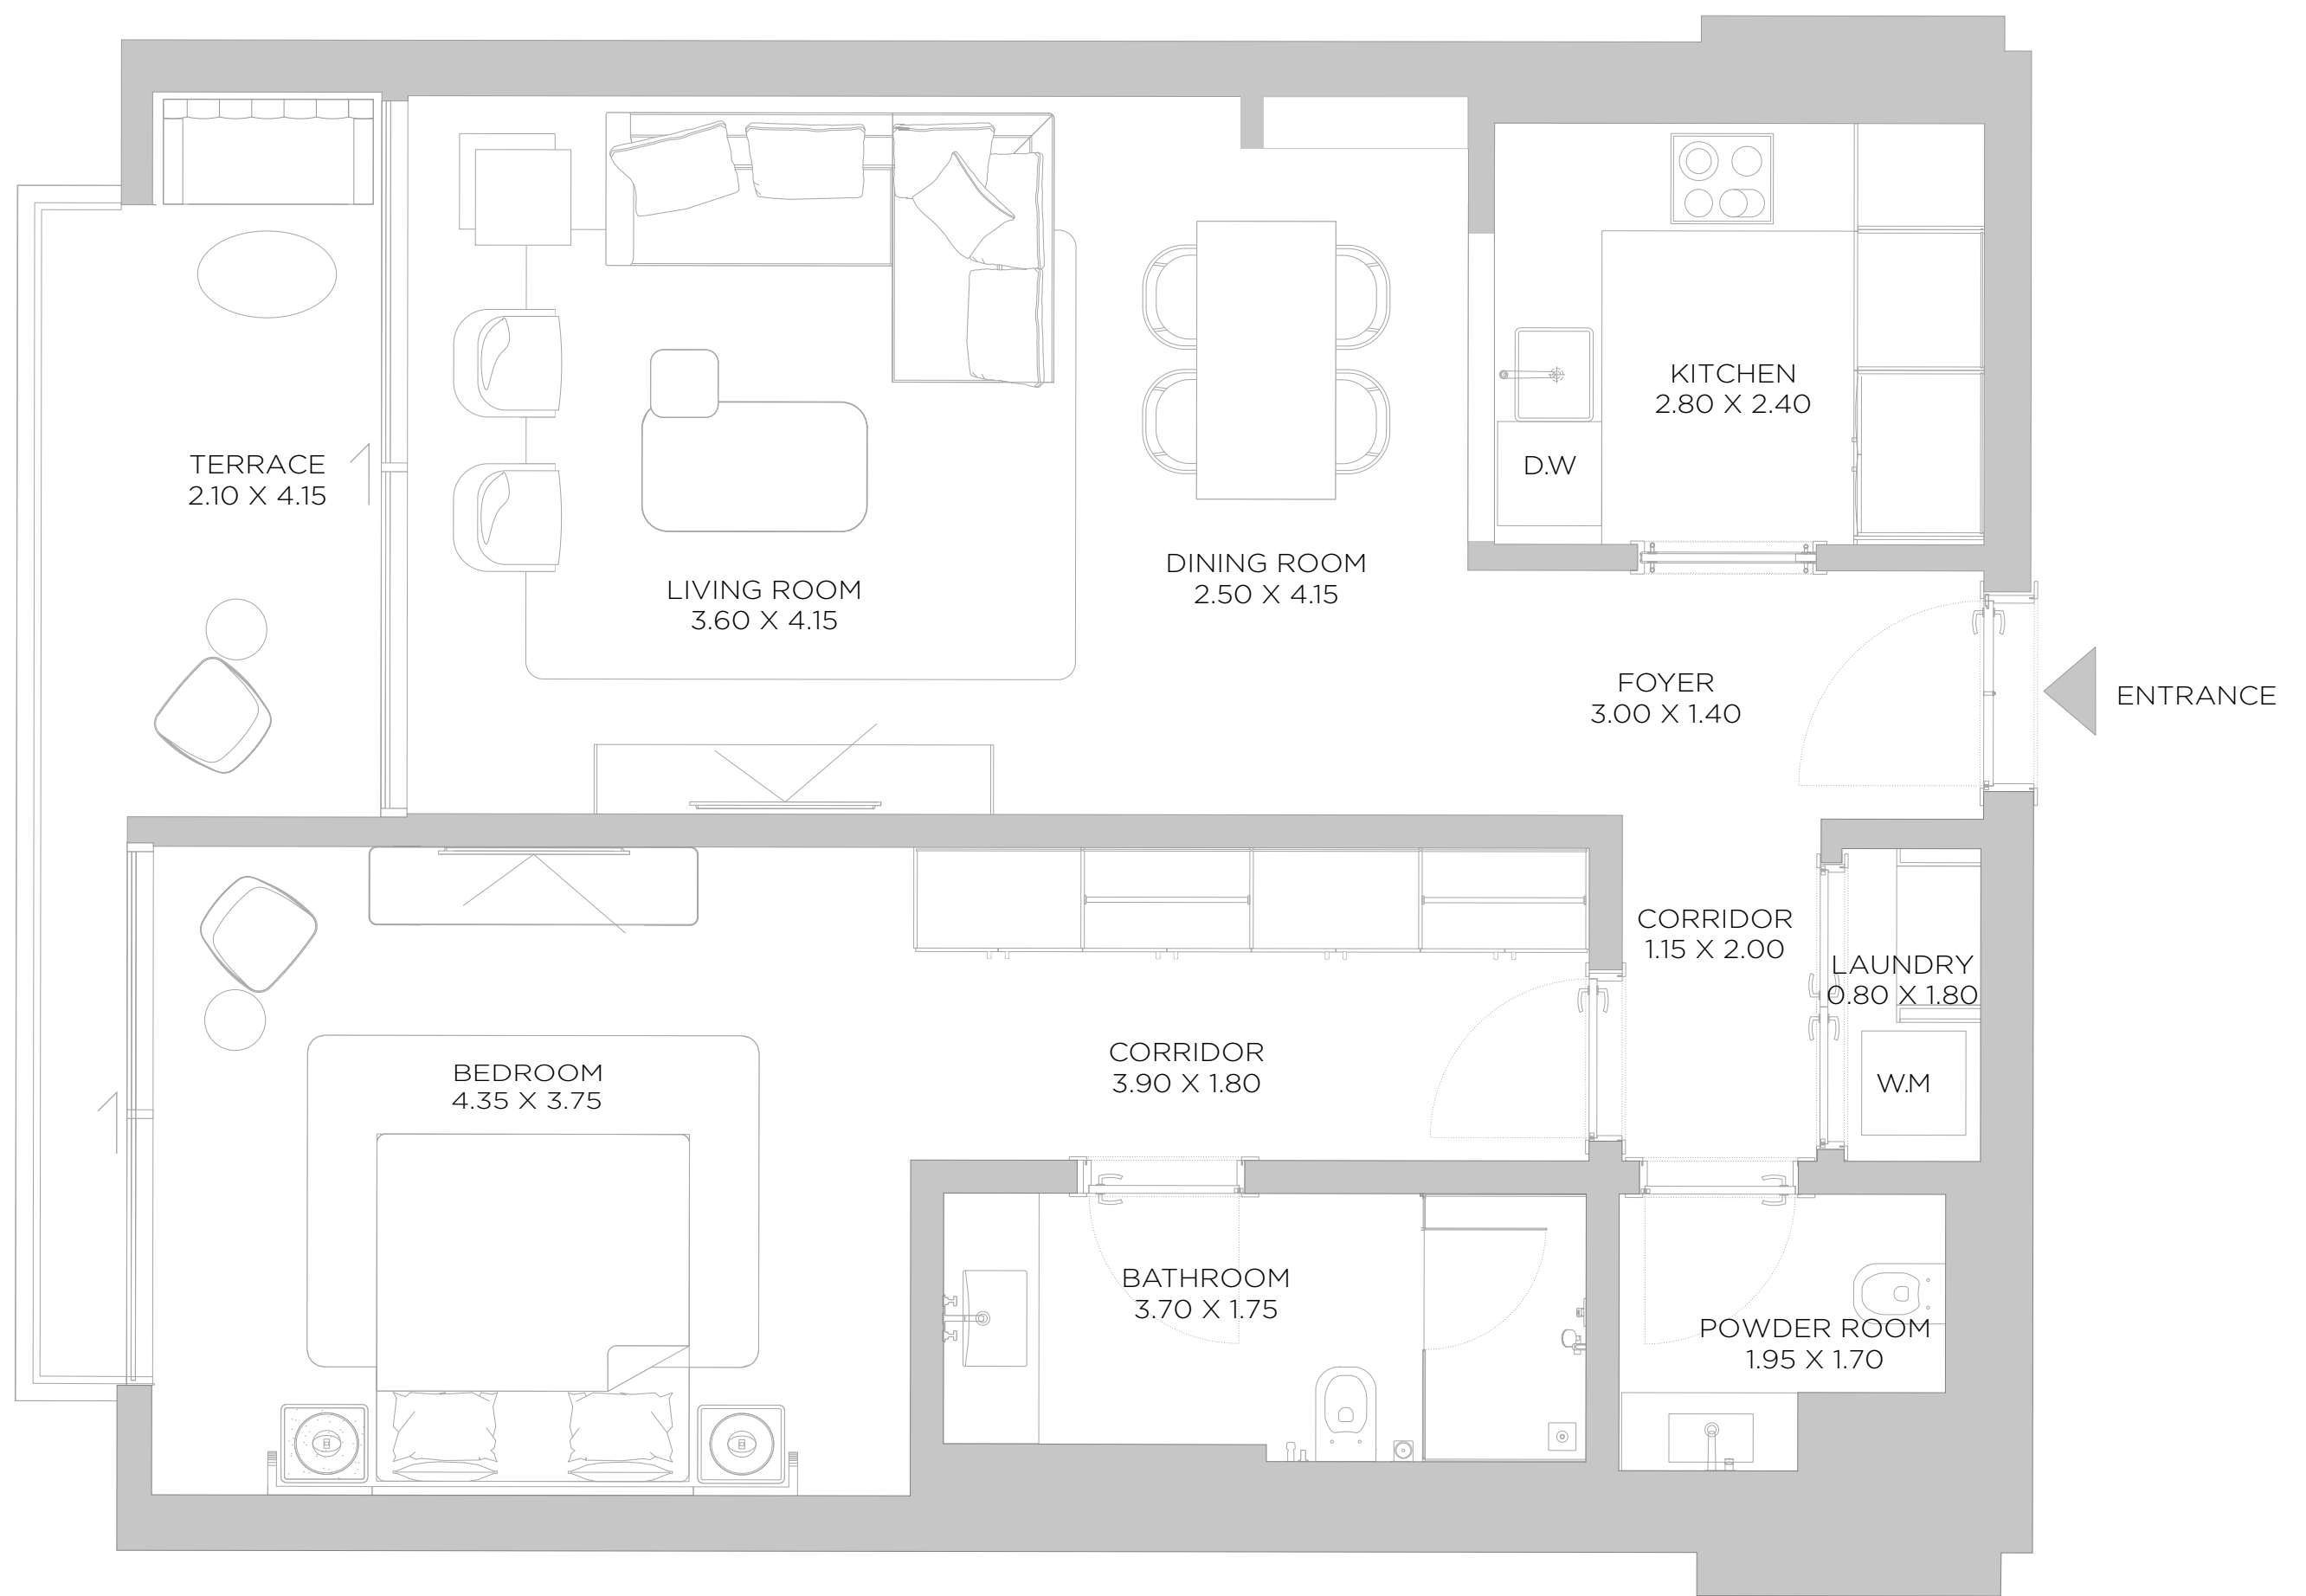 KITCHEN
2.80 X 2.40
TERRACE
2.10 X 4.15
D.W
LIVING ROOM
3.60 X 4.15
DINING ROOM
2.50 X 4.15
FOYER
3.00 X 1.40
ENTRANCE
CORRIDOR
1.15 X 2.00
LAUNDRY
0.80 X 1.80
BEDROOM
4.35 X 3.75
CORRIDOR
3.90 X 1.80
W.M
BATHROOM
3.70 X 1.75
POWDER ROOM
1.95 X 1.70